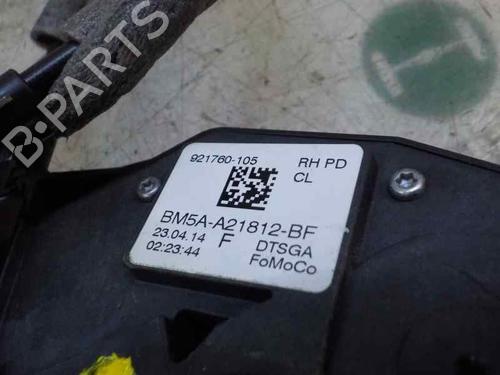 B-PARTS
921760-105 RH PD
CL
BM5A-A21812-BF
23.04.14 F DTSGA
02:23:44 FoMoCo